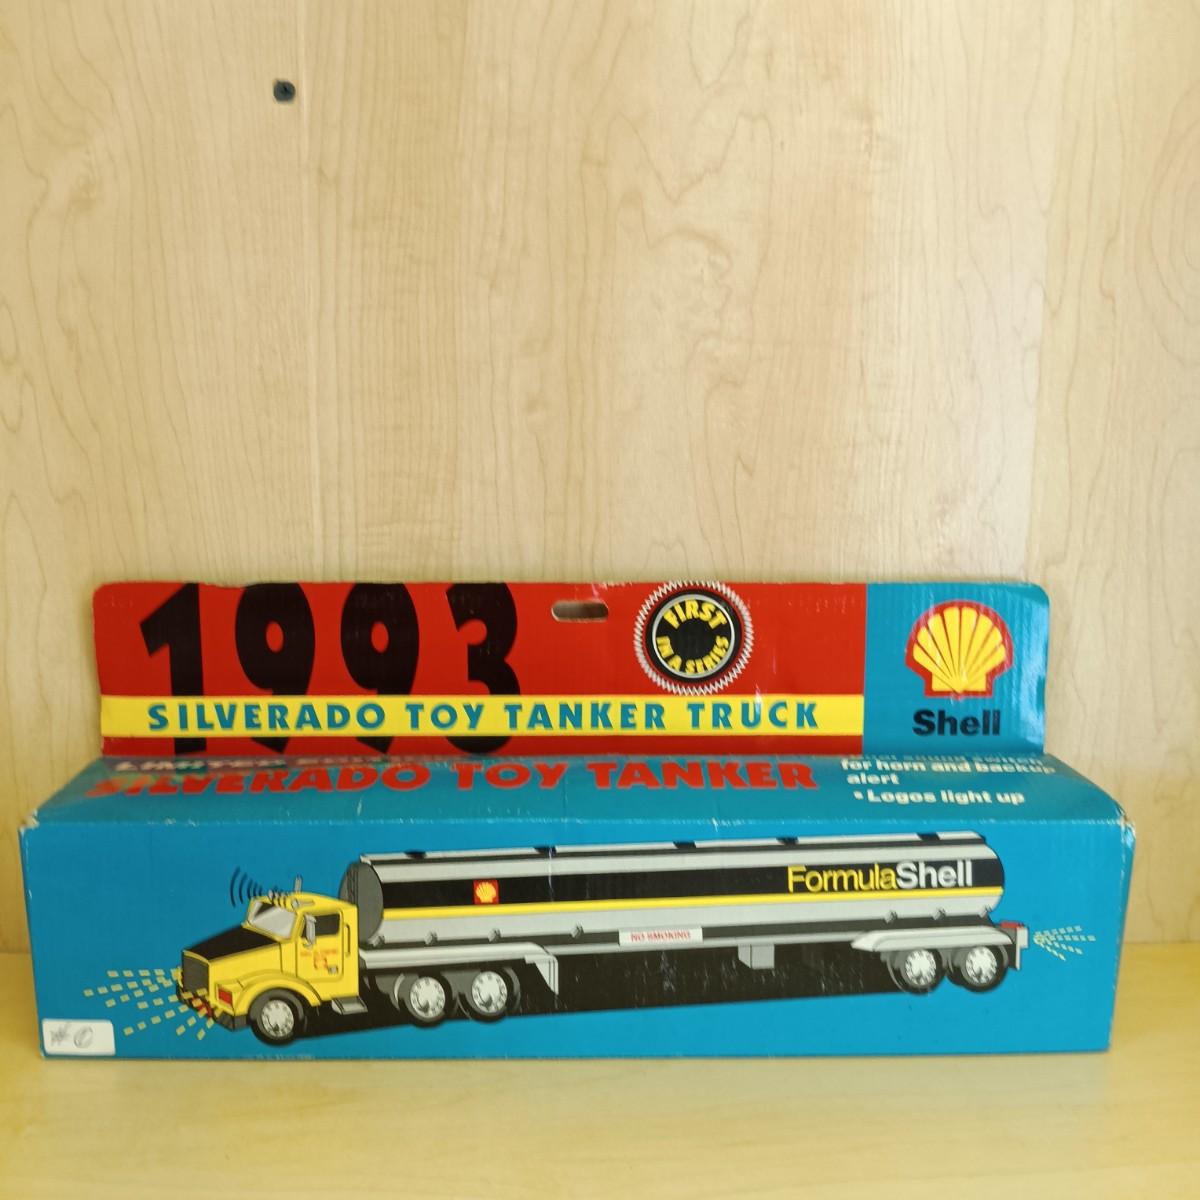 1993
FIRST
IN A SERIES
SILVERADO TOY TANKER TRUCK
Shell
LIMITED
SILVERADO TOY TANKER
for horn and backup
alert
• Logos light up
FormulaShell
NO SMOKING